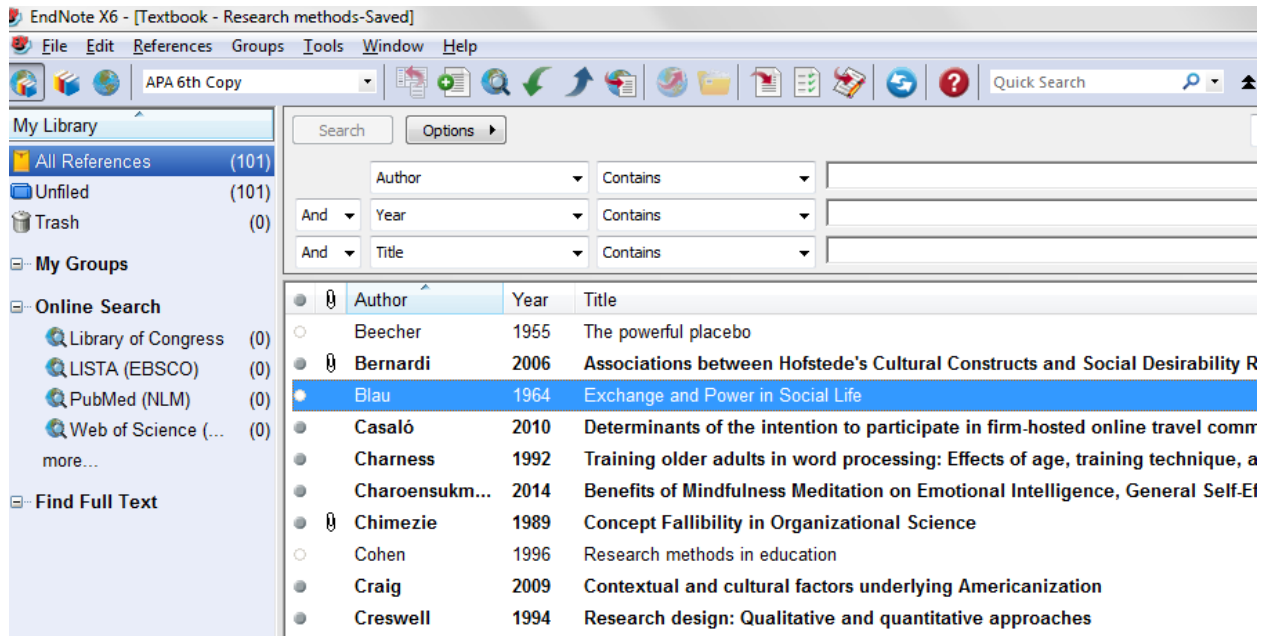 EndNote X6 - [Textbook - Research methods-Saved]
File Edit References Groups Tools Window Help
APA 6th Copy Quick Search
My Library
All References (101)
Unfiled (101)
Trash (0)
My Groups
Online Search
Library of Congress (0)
LISTA (EBSCO) (0)
PubMed (NLM) (0)
Web of Science (... (0)
more...
Find Full Text
Search Options
Author Contains
And Year Contains
And Title Contains
Author Year Title
Beecher 1955 The powerful placebo
Bernardi 2006 Associations between Hofstede's Cultural Constructs and Social Desirability R
Blau 1964 Exchange and Power in Social Life
Casaló 2010 Determinants of the intention to participate in firm-hosted online travel comm
Charness 1992 Training older adults in word processing: Effects of age, training technique, a
Charoensukm... 2014 Benefits of Mindfulness Meditation on Emotional Intelligence, General Self-Ef
Chimezie 1989 Concept Fallibility in Organizational Science
Cohen 1996 Research methods in education
Craig 2009 Contextual and cultural factors underlying Americanization
Creswell 1994 Research design: Qualitative and quantitative approaches